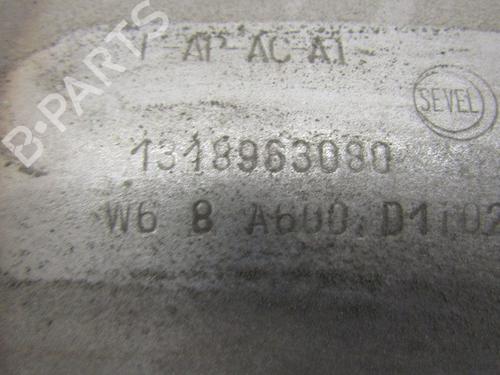 AP AC A1
SEVEL
1318963080
W6 8 A600 D1102
B-PARTS